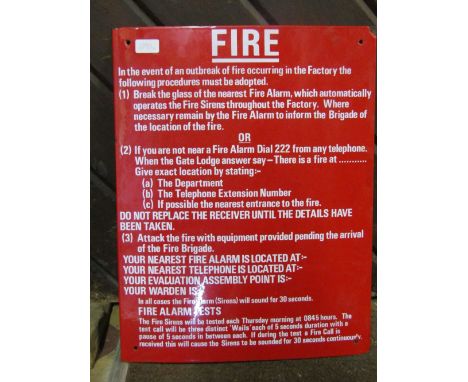 FIRE
In the event of an outbreak of fire occurring in the Factory the
following procedures must be adopted.
(1) Break the glass of the nearest Fire Alarm, which automatically
operates the Fire Sirens throughout the Factory. Where
necessary remain by the Fire Alarm to inform the Brigade of
the location of the fire.
OR
(2) If you are not near a Fire Alarm Dial 222 from any telephone.
When the Gate Lodge answer say – There is a fire at ...........
Give exact location by stating:-
(a) The Department
(b) The Telephone Extension Number
(c) If possible the nearest entrance to the fire.
DO NOT REPLACE THE RECEIVER UNTIL THE DETAILS HAVE
BEEN TAKEN.
(3) Attack the fire with equipment provided pending the arrival
of the Fire Brigade.
YOUR NEAREST FIRE ALARM IS LOCATED AT:-
YOUR NEAREST TELEPHONE IS LOCATED AT:-
YOUR EVACUATION ASSEMBLY POINT IS:-
YOUR WARDEN IS:-
In all cases the Fire Alarm (Sirens) will sound for 30 seconds.
FIRE ALARM TESTS
The Fire Sirens will be tested each Thursday morning at 0845 hours. The
test call will be three distinct 'Wails' each of 5 seconds duration with a
pause of 5 seconds in between each. If during the test a Fire Call is
received this will cause the Sirens to be sounded for 30 seconds continuously.